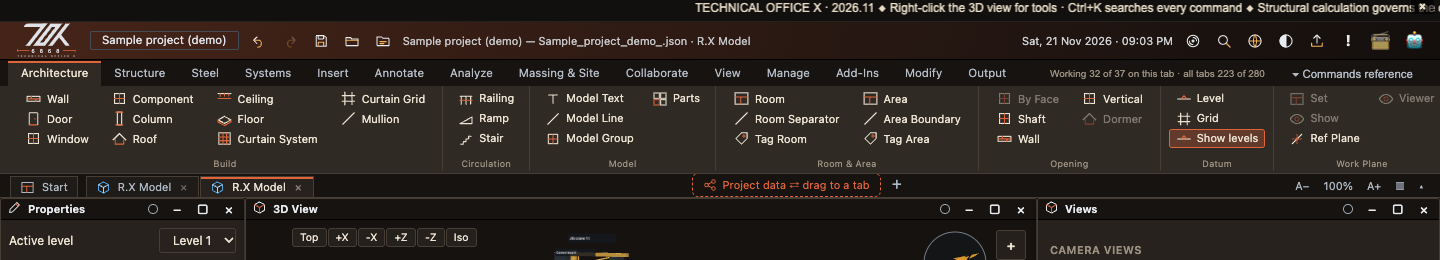 TECHNICAL OFFICE X · 2026.11 ◆ Right-click the 3D view for tools · Ctrl+K searches every command ◆ Structural calculation governs the
Sample project (demo) Sample project (demo) — Sample_project_demo_.json · R.X Model Sat, 21 Nov 2026 · 09:03 PM
Architecture Structure Steel Systems Insert Annotate Analyze Massing & Site Collaborate View Manage Add-Ins Modify Output Working 32 of 37 on this tab · all tabs 223 of 280 Commands reference
Wall Component Ceiling Curtain Grid Railing Model Text Parts Room Area By Face Vertical Level Set Viewer
Door Column Floor Mullion Ramp Model Line Room Separator Area Boundary Shaft Dormer Grid Show
Window Roof Curtain System Stair Model Group Tag Room Tag Area Wall Show levels Ref Plane
Build Circulation Model Room & Area Opening Datum Work Plane
Start R.X Model × R.X Model × Project data ⇄ drag to a tab + A– 100% A+
Properties 3D View Views
Active level Level 1 Top +X -X +Z -Z Iso +
CAMERA VIEWS